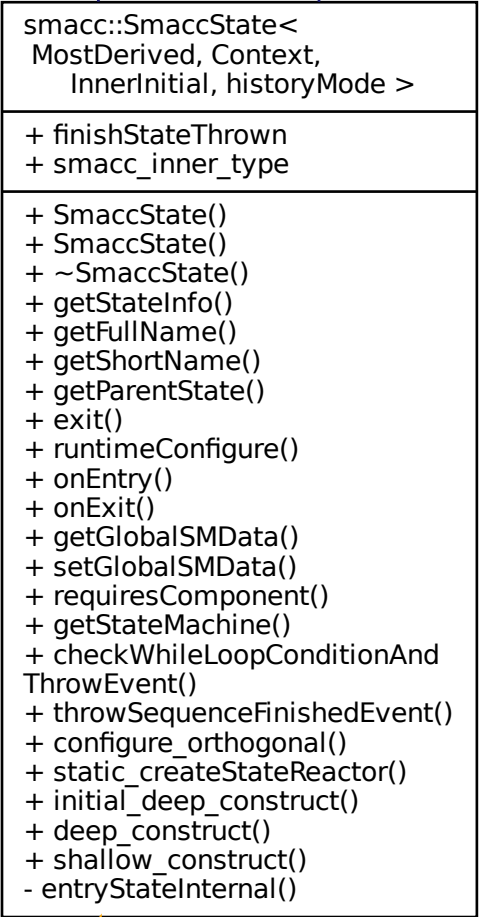 smacc::SmaccState<
MostDerived, Context,
InnerInitial, historyMode >
+ finishStateThrown
+ smacc_inner_type
+ SmaccState()
+ SmaccState()
+ ~SmaccState()
+ getStateInfo()
+ getFullName()
+ getShortName()
+ getParentState()
+ exit()
+ runtimeConfigure()
+ onEntry()
+ onExit()
+ getGlobalSMData()
+ setGlobalSMData()
+ requiresComponent()
+ getStateMachine()
+ checkWhileLoopConditionAnd
ThrowEvent()
+ throwSequenceFinishedEvent()
+ configure_orthogonal()
+ static_createStateReactor()
+ initial_deep_construct()
+ deep_construct()
+ shallow_construct()
- entryStateInternal()